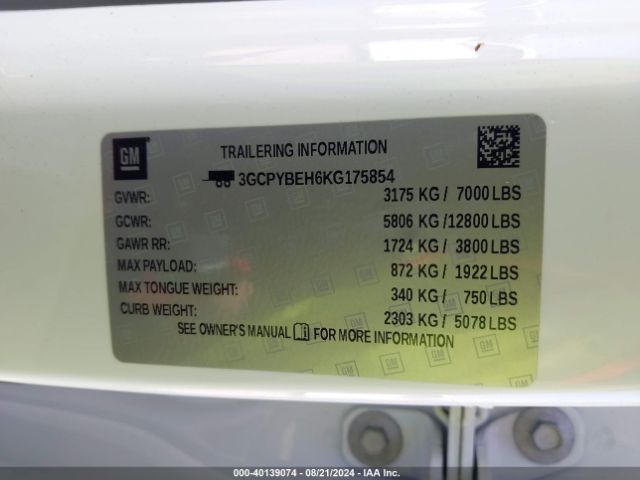 GM
TRAILERING INFORMATION
3GCPYBEH6KG175854
GVWR: 3175 KG / 7000 LBS
GCWR: 5806 KG / 12800 LBS
GAWR RR: 1724 KG / 3800 LBS
MAX PAYLOAD: 872 KG / 1922 LBS
MAX TONGUE WEIGHT: 340 KG / 750 LBS
CURB WEIGHT: 2303 KG / 5078 LBS
SEE OWNER'S MANUAL FOR MORE INFORMATION
000-40139074 - 08/21/2024 - IAA Inc.